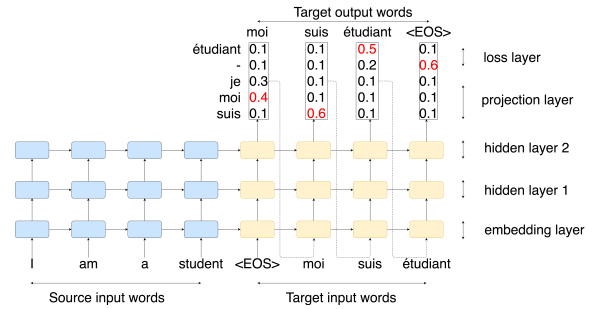 Target output words
moi suis étudiant <EOS>
étudiant 0.1 0.1 0.5 0.1
- 0.1 0.1 0.2 0.6
loss layer
je 0.3 0.1 0.1 0.1
moi 0.4 0.1 0.1 0.1
projection layer
suis 0.1 0.6 0.1 0.1
hidden layer 2
hidden layer 1
embedding layer
I am a student <EOS> moi suis étudiant
Source input words Target input words